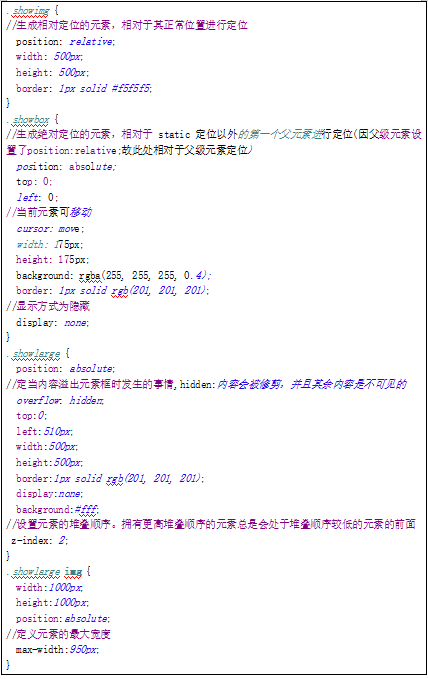 .showimg {
//生成相对定位的元素，相对于其正常位置进行定位
position: relative;
width: 500px;
height: 500px;
border: 1px solid #f5f5f5;
}
.showbox {
//生成绝对定位的元素，相对于 static 定位以外的第一个父元素进行定位(因父级元素设
置了position:relative;故此处相对于父级元素定位)
position: absolute;
top: 0;
left: 0;
//当前元素可移动
cursor: move;
width: 175px;
height: 175px;
background: rgba(255, 255, 255, 0.4);
border: 1px solid rgb(201, 201, 201);
//显示方式为隐藏
display: none;
}
.showlarge {
position: absolute;
//定当内容溢出元素框时发生的事情,hidden:内容会被修剪，并且其余内容是不可见的
overflow: hidden;
top:0;
left:510px;
width:500px;
height:500px;
border:1px solid rgb(201, 201, 201);
display:none;
background:#fff;
//设置元素的堆叠顺序。拥有更高堆叠顺序的元素总是会处于堆叠顺序较低的元素的前面
z-index: 2;
}
.showlarge img {
width:1000px;
height:1000px;
position:absolute;
//定义元素的最大宽度
max-width:950px;
}